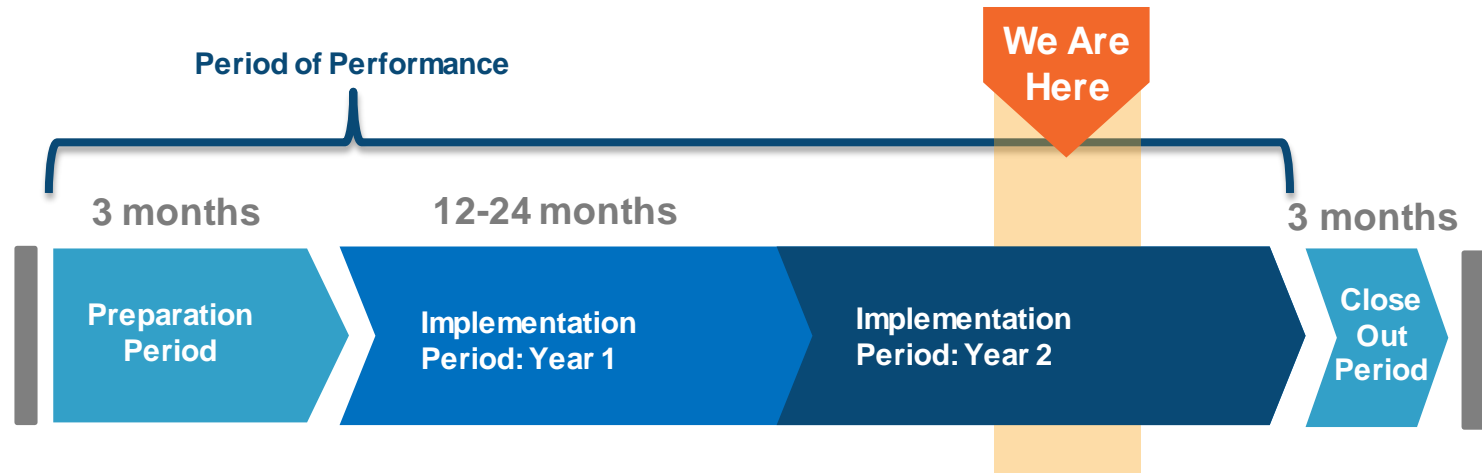 We Are
Here
Period of Performance
3 months
12-24 months
3 months
Preparation
Period
Implementation
Period: Year 1
Implementation
Period: Year 2
Close
Out
Period